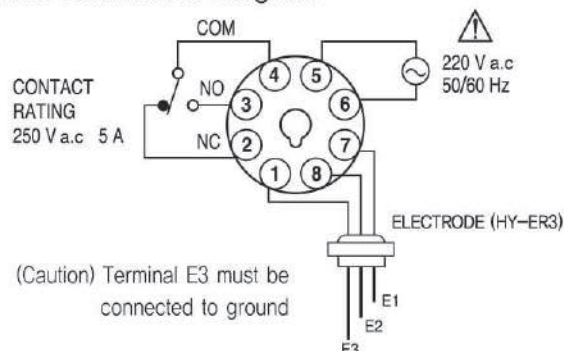 COM
CONTACT
RATING
250 V a.c 5 A
NO
NC
4
5
3
6
2
7
1
8
220 V a.c
50/60 Hz
ELECTRODE (HY-ER3)
(Caution) Terminal E3 must be
connected to ground
E1
E2
E3